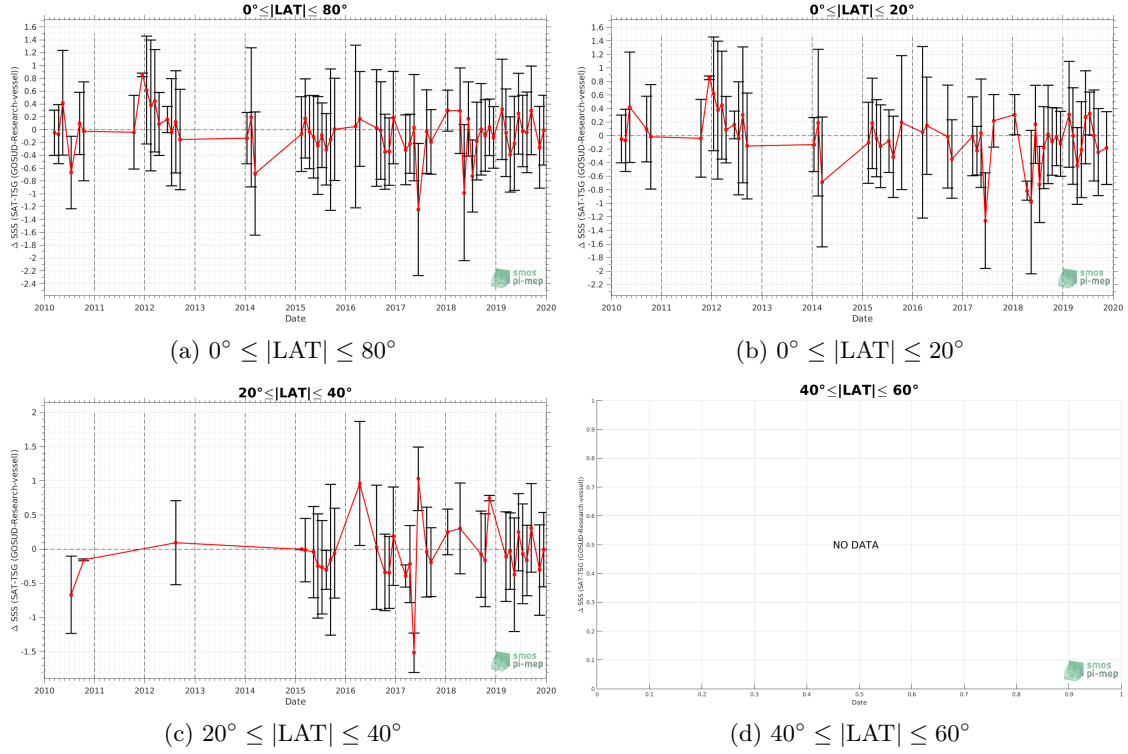 0°≤|LAT|≤ 80°
Δ SSS (SAT-TSG (GOSUD-Research-vessel))
1.6
1.4
1.2
1
0.8
0.6
0.4
0.2
0
-0.2
-0.4
-0.6
-0.8
-1
-1.2
-1.4
-1.6
-1.8
-2
-2.2
-2.4
2010 2011 2012 2013 2014 2015 2016 2017 2018 2019 2020
Date
smos
pi-mep
(a) 0° ≤ |LAT| ≤ 80°
0°≤|LAT|≤ 20°
Δ SSS (SAT-TSG (GOSUD-Research-vessel))
1.6
1.4
1.2
1
0.8
0.6
0.4
0.2
0
-0.2
-0.4
-0.6
-0.8
-1
-1.2
-1.4
-1.6
-1.8
-2
-2.2
2010 2011 2012 2013 2014 2015 2016 2017 2018 2019 2020
Date
smos
pi-mep
(b) 0° ≤ |LAT| ≤ 20°
20°≤|LAT|≤ 40°
Δ SSS (SAT-TSG (GOSUD-Research-vessel))
2
1.5
1
0.5
0
-0.5
-1
-1.5
2010 2011 2012 2013 2014 2015 2016 2017 2018 2019 2020
Date
smos
pi-mep
(c) 20° ≤ |LAT| ≤ 40°
40°≤|LAT|≤ 60°
Δ SSS (SAT-TSG (GOSUD-Research-vessel))
1
0.9
0.8
0.7
0.6
0.5
0.4
0.3
0.2
0.1
0
NO DATA
0 0.1 0.2 0.3 0.4 0.5 0.6 0.7 0.8 0.9 1
Date
smos
pi-mep
(d) 40° ≤ |LAT| ≤ 60°